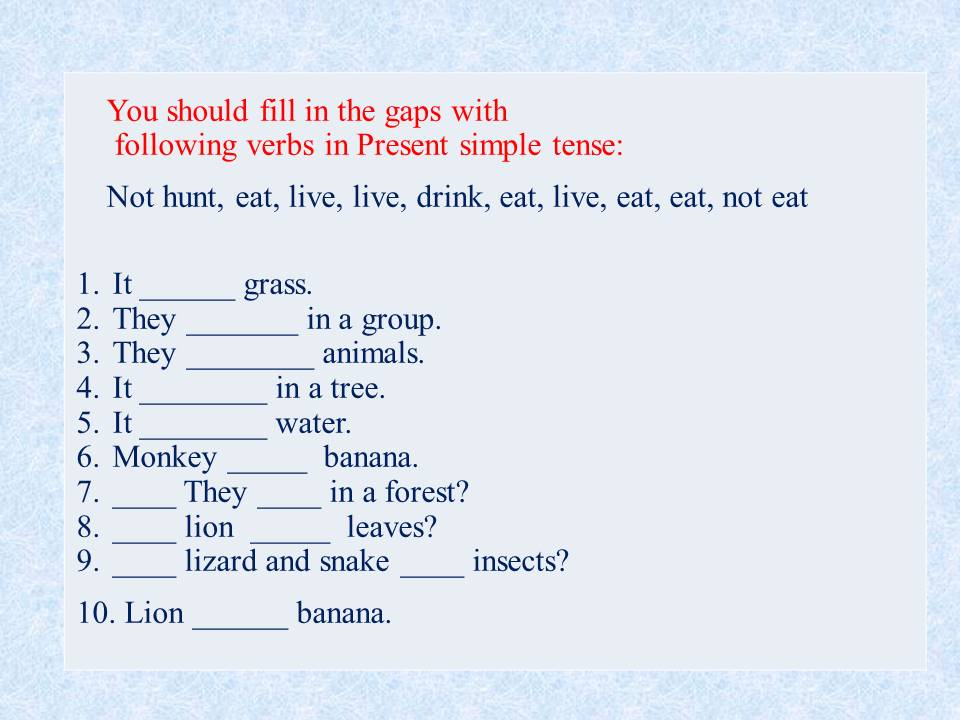 You should fill in the gaps with
following verbs in Present simple tense:
Not hunt, eat, live, live, drink, eat, live, eat, eat, not eat
1. It ______ grass.
2. They _______ in a group.
3. They ________ animals.
4. It ________ in a tree.
5. It ________ water.
6. Monkey _____ banana.
7. ____ They ____ in a forest?
8. ____ lion _____ leaves?
9. ____ lizard and snake ____ insects?
10. Lion ______ banana.